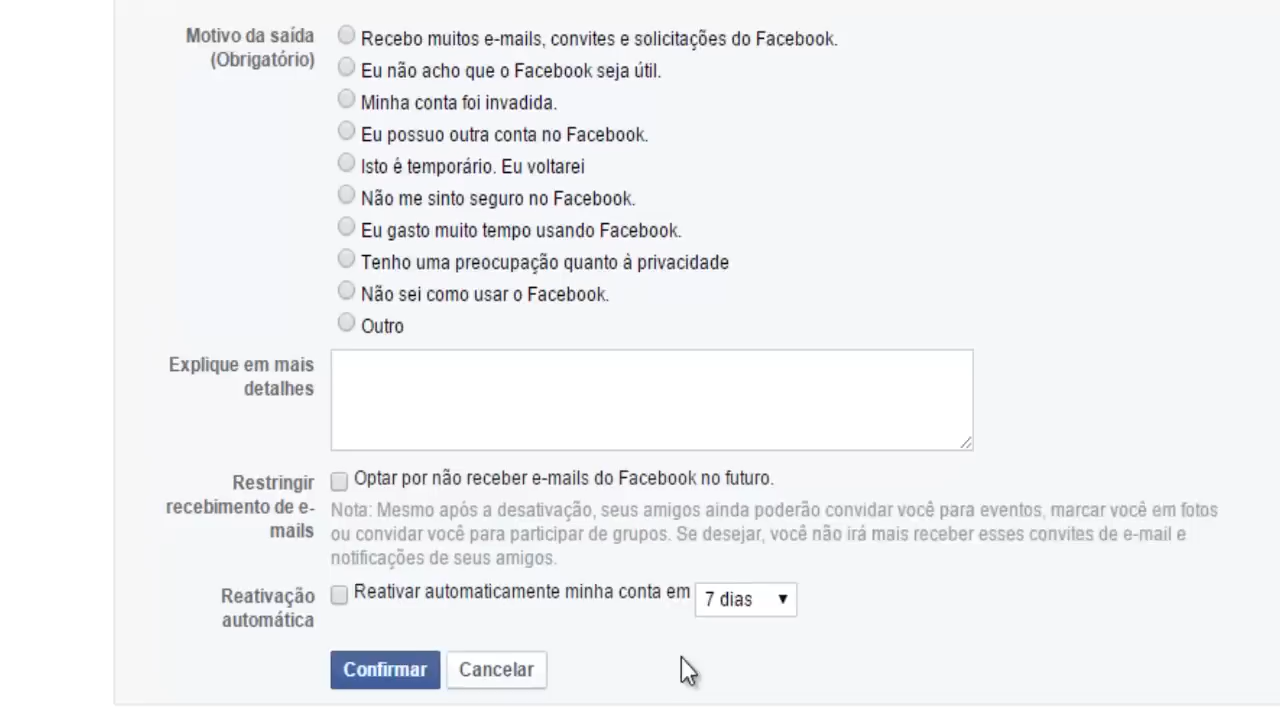 Motivo da saída
(Obrigatório)
Recebo muitos e-mails, convites e solicitações do Facebook.
Eu não acho que o Facebook seja útil.
Minha conta foi invadida.
Eu possuo outra conta no Facebook.
Isto é temporário. Eu voltarei
Não me sinto seguro no Facebook.
Eu gasto muito tempo usando Facebook.
Tenho uma preocupação quanto à privacidade
Não sei como usar o Facebook.
Outro
Explique em mais
detalhes
Restringir
recebimento de e-
mails
Optar por não receber e-mails do Facebook no futuro.
Nota: Mesmo após a desativação, seus amigos ainda poderão convidar você para eventos, marcar você em fotos
ou convidar você para participar de grupos. Se desejar, você não irá mais receber esses convites de e-mail e
notificações de seus amigos.
Reativação
automática
Reativar automaticamente minha conta em 7 dias
Confirmar Cancelar